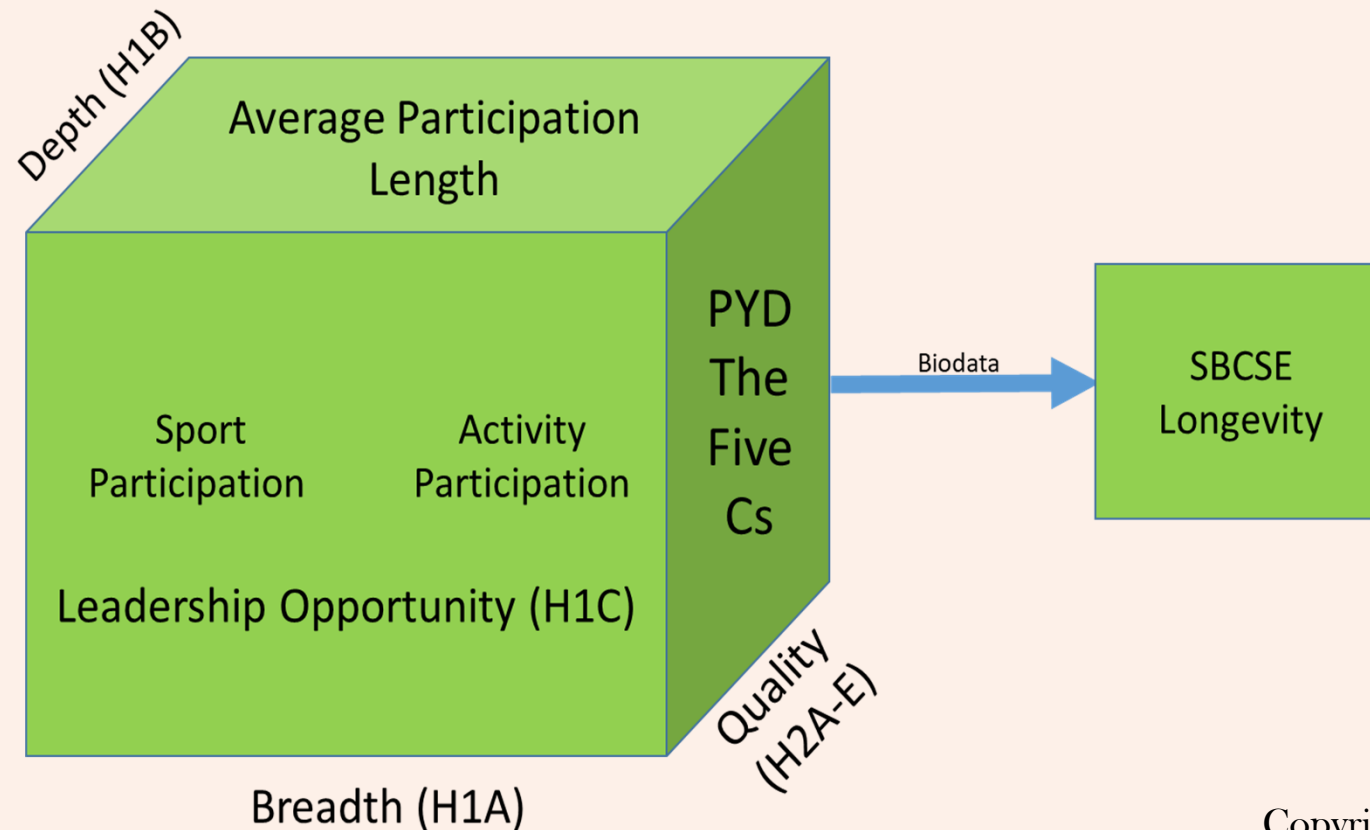 Depth (H1B)
Average Participation
Length
PYD
The
Five
Cs
Biodata
SBCSE
Longevity
Sport
Participation
Activity
Participation
Leadership Opportunity (H1C)
Quality
(H2A-E)
Breadth (H1A)
Copyri